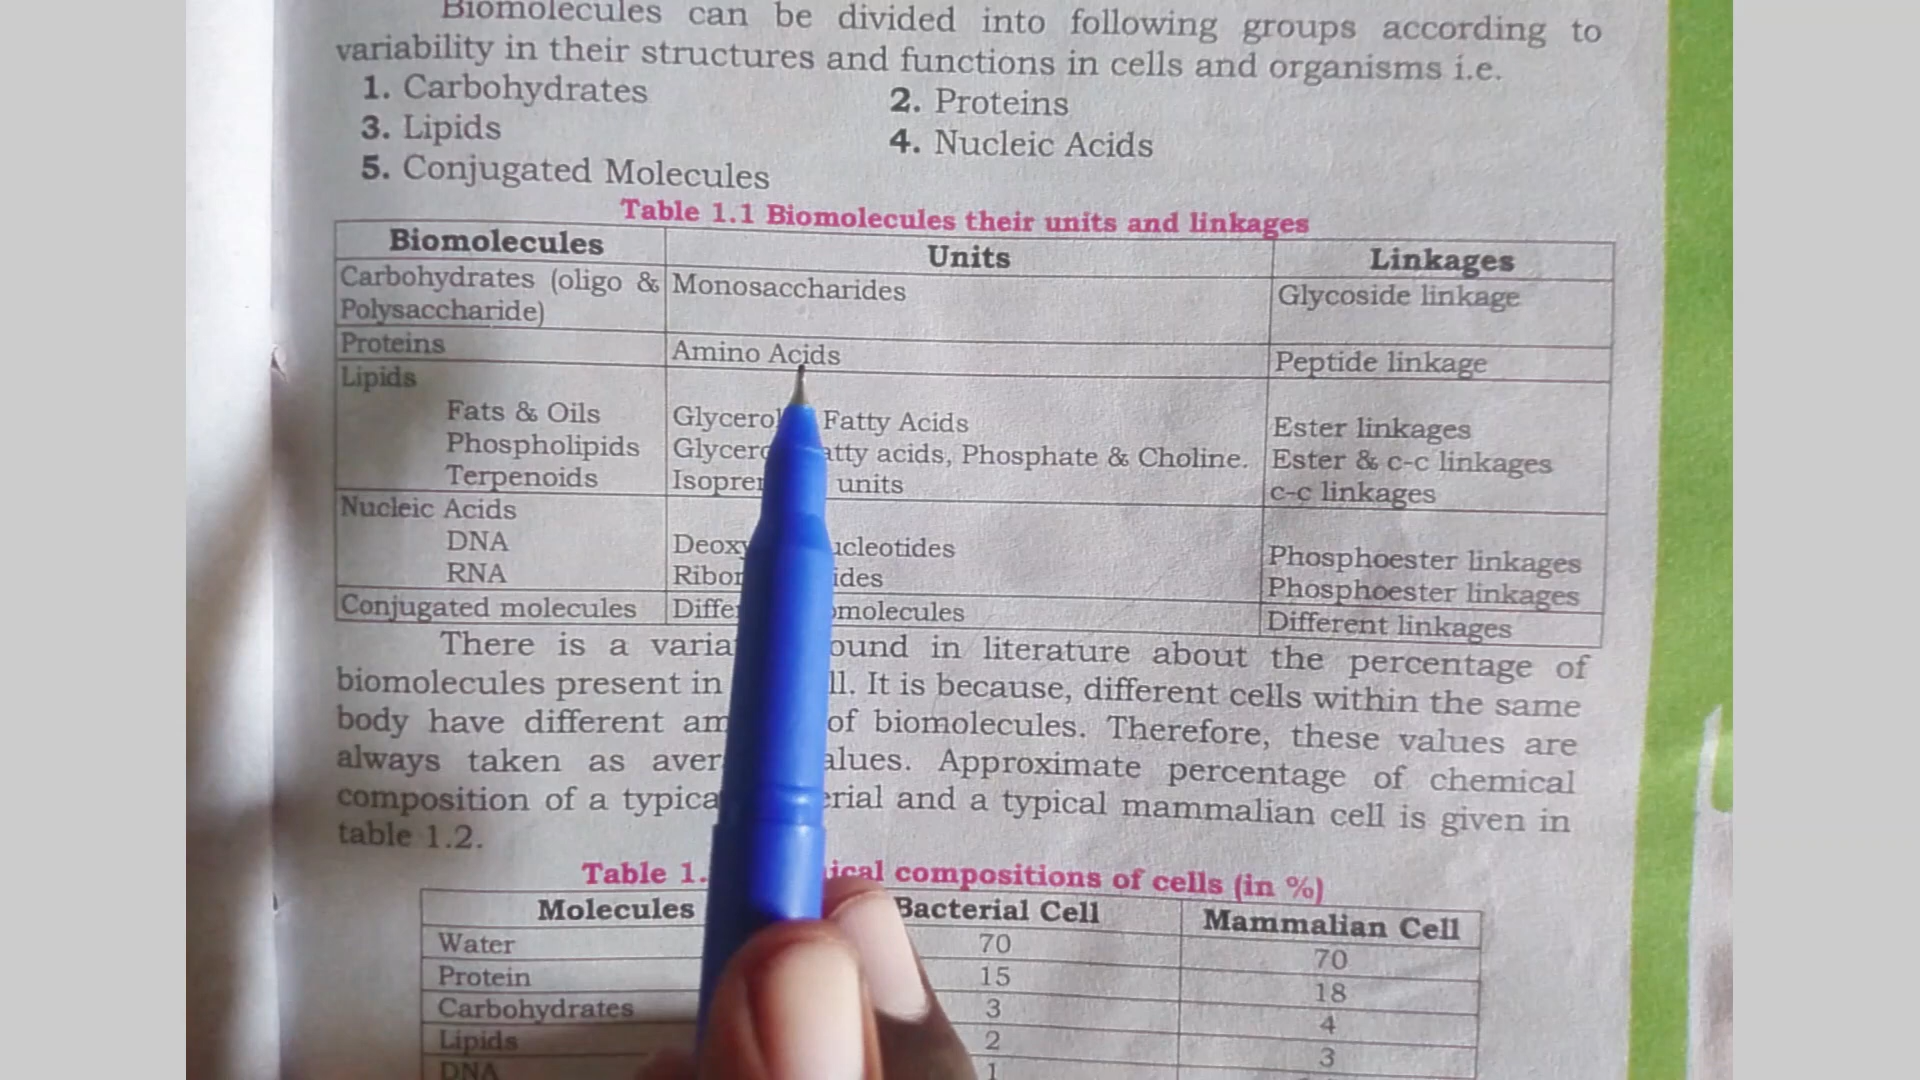 Biomolecules can be divided into following groups according to
variability in their structures and functions in cells and organisms i.e.
1. Carbohydrates 2. Proteins
3. Lipids 4. Nucleic Acids
5. Conjugated Molecules
Table 1.1 Biomolecules their units and linkages
Biomolecules Units Linkages
Carbohydrates (oligo & Monosaccharides Glycoside linkage
Polysaccharide)
Proteins Amino Acids Peptide linkage
Lipids
Fats & Oils Glycerol Fatty Acids Ester linkages
Phospholipids acids, Phosphate & Choline. Ester & c-c linkages
Terpenoids units c-c linkages
Nucleic Acids
DNA Phosphoester linkages
RNA Phosphoester linkages
Conjugated molecules Different linkages
There is a in literature about the percentage of
biomolecules present in It is because, different cells within the same
body have different of biomolecules. Therefore, these values are
always taken as Approximate percentage of chemical
composition of a and a typical mammalian cell is given in
table 1.2.
Table compositions of cells (in %)
Molecules Bacterial Cell Mammalian Cell
Water 70 70
Protein 15 18
Carbohydrates 3 4
Lipids 2 3
DNA 1